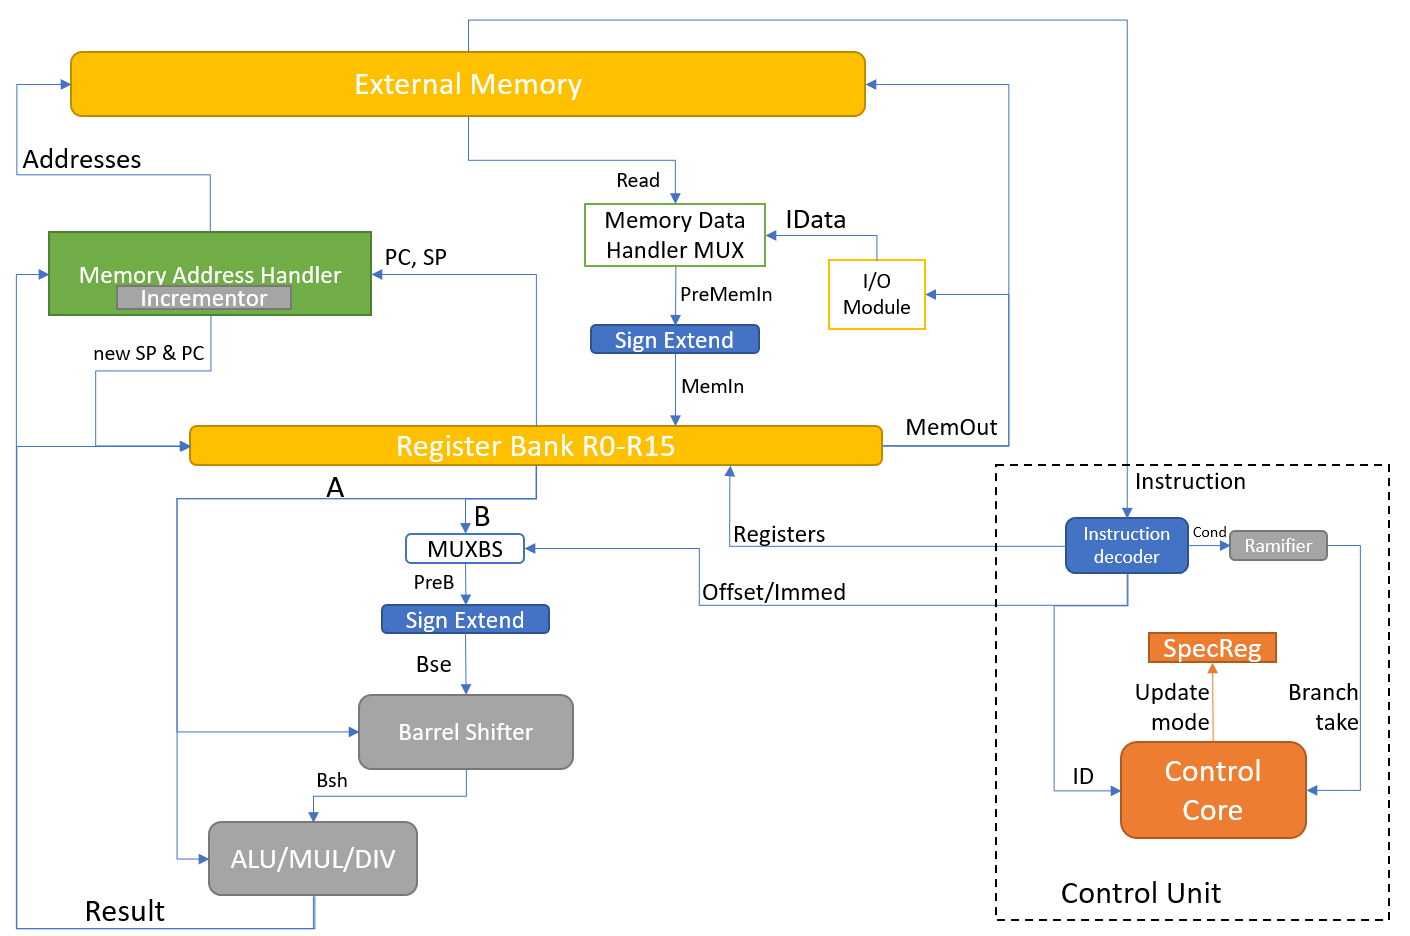 External Memory
Addresses
Read
Memory Data
Handler MUX
IData
PC, SP
Memory Address Handler
Incrementor
I/O
Module
PreMemIn
Sign Extend
new SP & PC
MemIn
MemOut
Register Bank R0-R15
Instruction
A
B
Registers
Instruction
decoder
Cond
Ramifier
MUXBS
PreB
Offset/Immed
Sign Extend
SpecReg
Bse
Update
mode
Branch
take
Barrel Shifter
Bsh
ID
Control
Core
ALU/MUL/DIV
Control Unit
Result